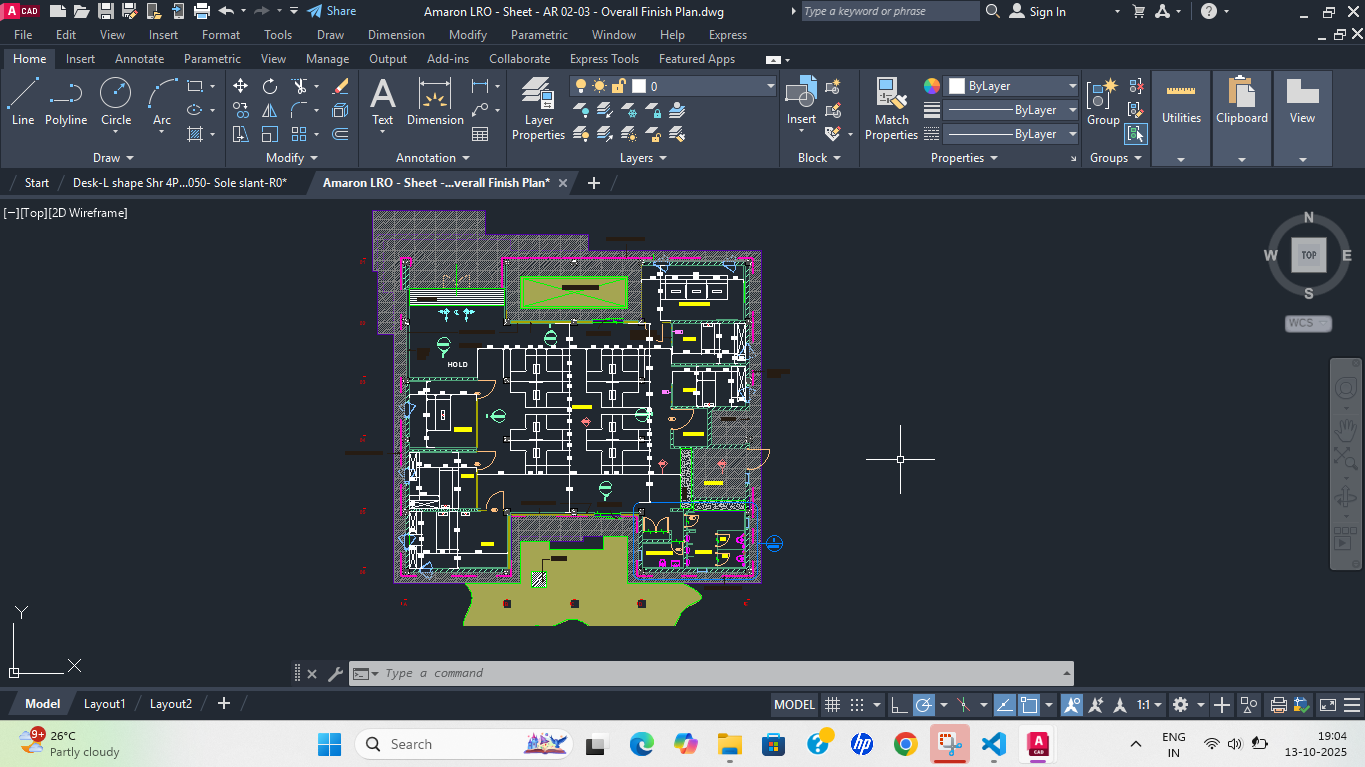 A CAD
Share
Amaron LRO - Sheet - AR 02-03 - Overall Finish Plan.dwg
Type a keyword or phrase
Sign In
File Edit View Insert Format Tools Draw Dimension Modify Parametric Window Help Express
Home Insert Annotate Parametric View Manage Output Add-ins Collaborate Express Tools Featured Apps
Line Polyline Circle Arc
Text Dimension
Layer Properties
0
Insert
Match Properties
ByLayer
ByLayer
ByLayer
Group
Utilities
Clipboard
View
Draw Modify Annotation Layers Block Properties Groups
Start Desk-L shape Shr 4P...050- Sole slant-R0* Amaron LRO - Sheet -...verall Finish Plan*
[−][Top][2D Wireframe]
N
W TOP E
S
WCS
HOLD
Y
X
Type a command
Model Layout1 Layout2
MODEL
1:1
9+
26°C
Partly cloudy
Search
hp
A CAD
ENG
IN
19:04
13-10-2025